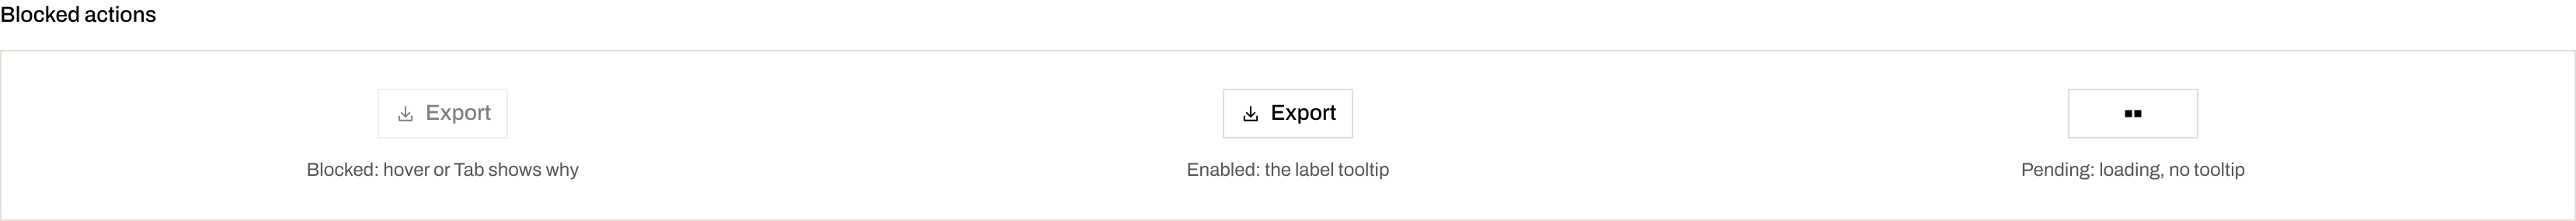 Blocked actions
Export
Export
Blocked: hover or Tab shows why
Enabled: the label tooltip
Pending: loading, no tooltip